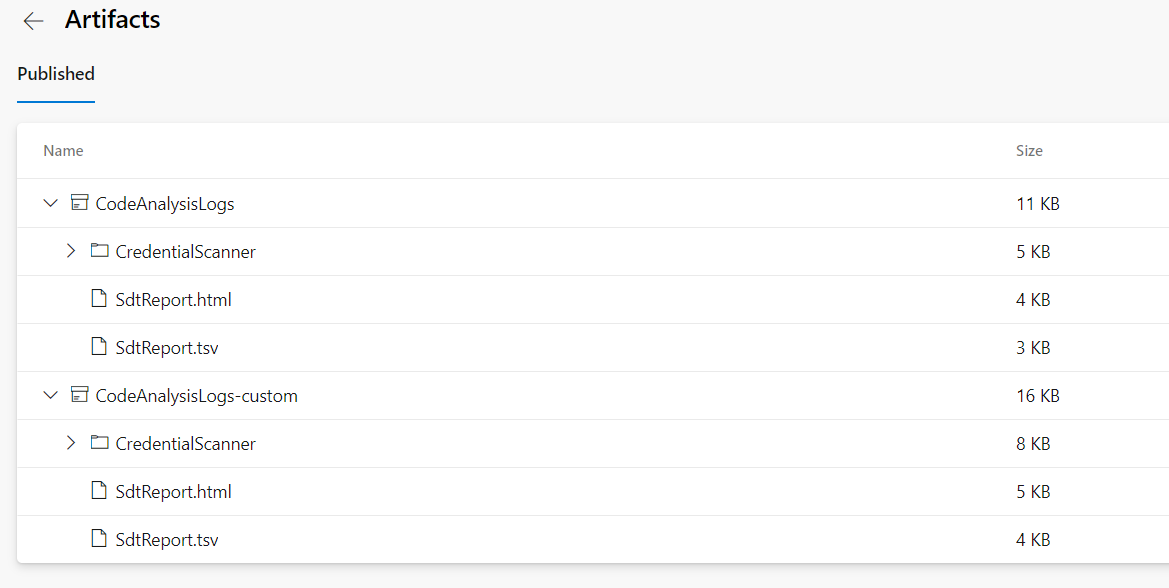 Artifacts
Published
Name Size
CodeAnalysisLogs 11 KB
CredentialScanner 5 KB
SdtReport.html 4 KB
SdtReport.tsv 3 KB
CodeAnalysisLogs-custom 16 KB
CredentialScanner 8 KB
SdtReport.html 5 KB
SdtReport.tsv 4 KB